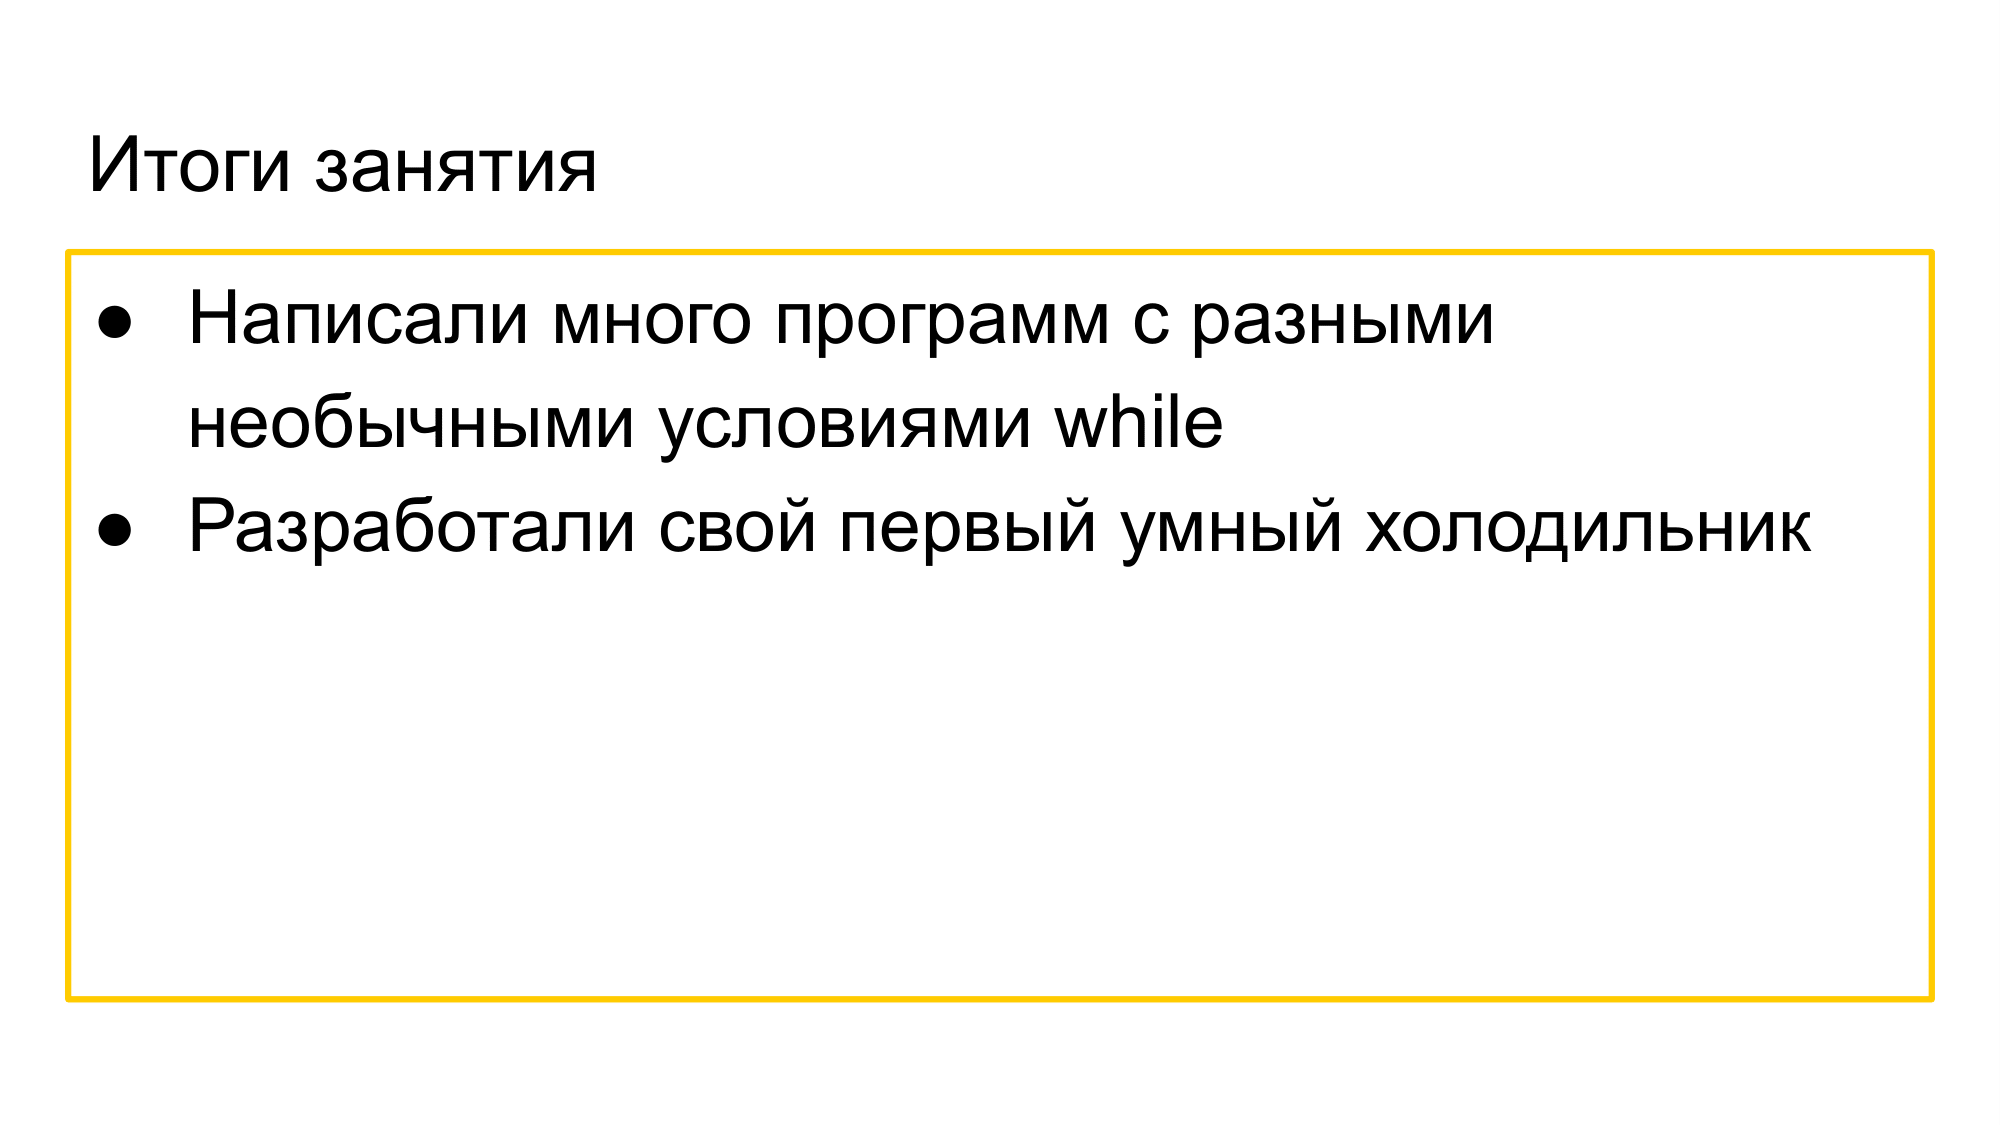 Итоги занятия
● Написали много программ с разными
необычными условиями while
● Разработали свой первый умный холодильник